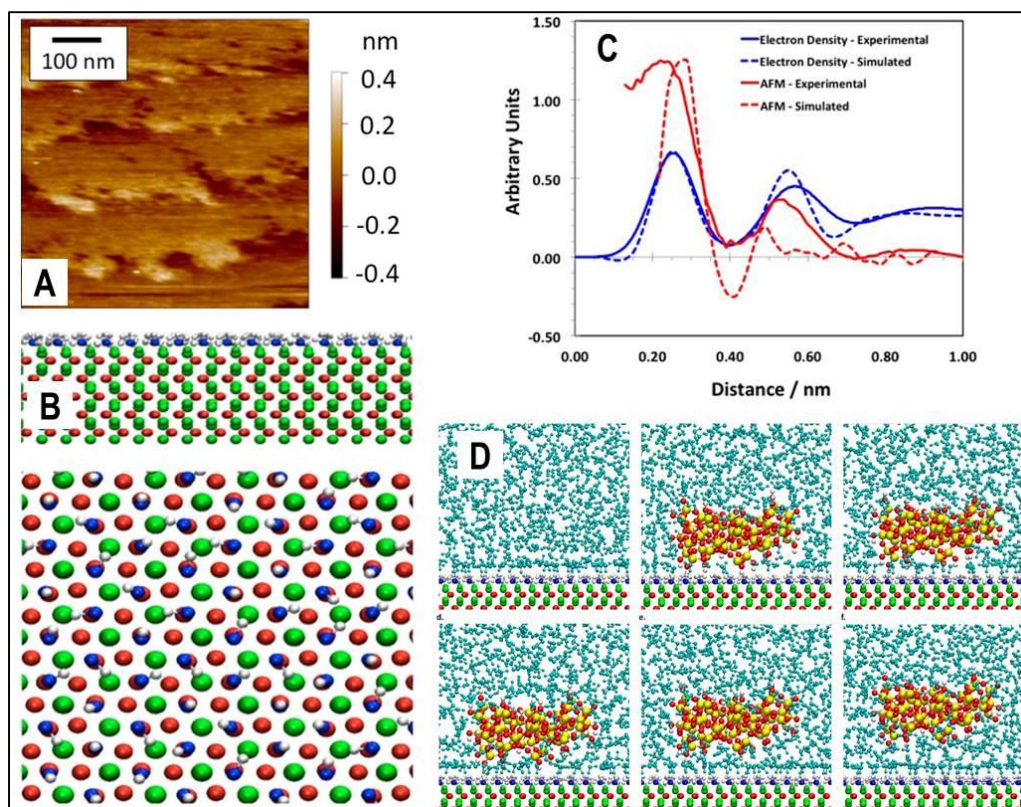 100 nm
nm
0.4
0.2
0.0
-0.2
-0.4
A
B
C
Electron Density - Experimental
Electron Density - Simulated
AFM - Experimental
AFM - Simulated
Arbitrary Units
1.50
1.00
0.50
0.00
-0.50
0.00 0.20 0.40 0.60 0.80 1.00
Distance / nm
D
d.
e.
f.